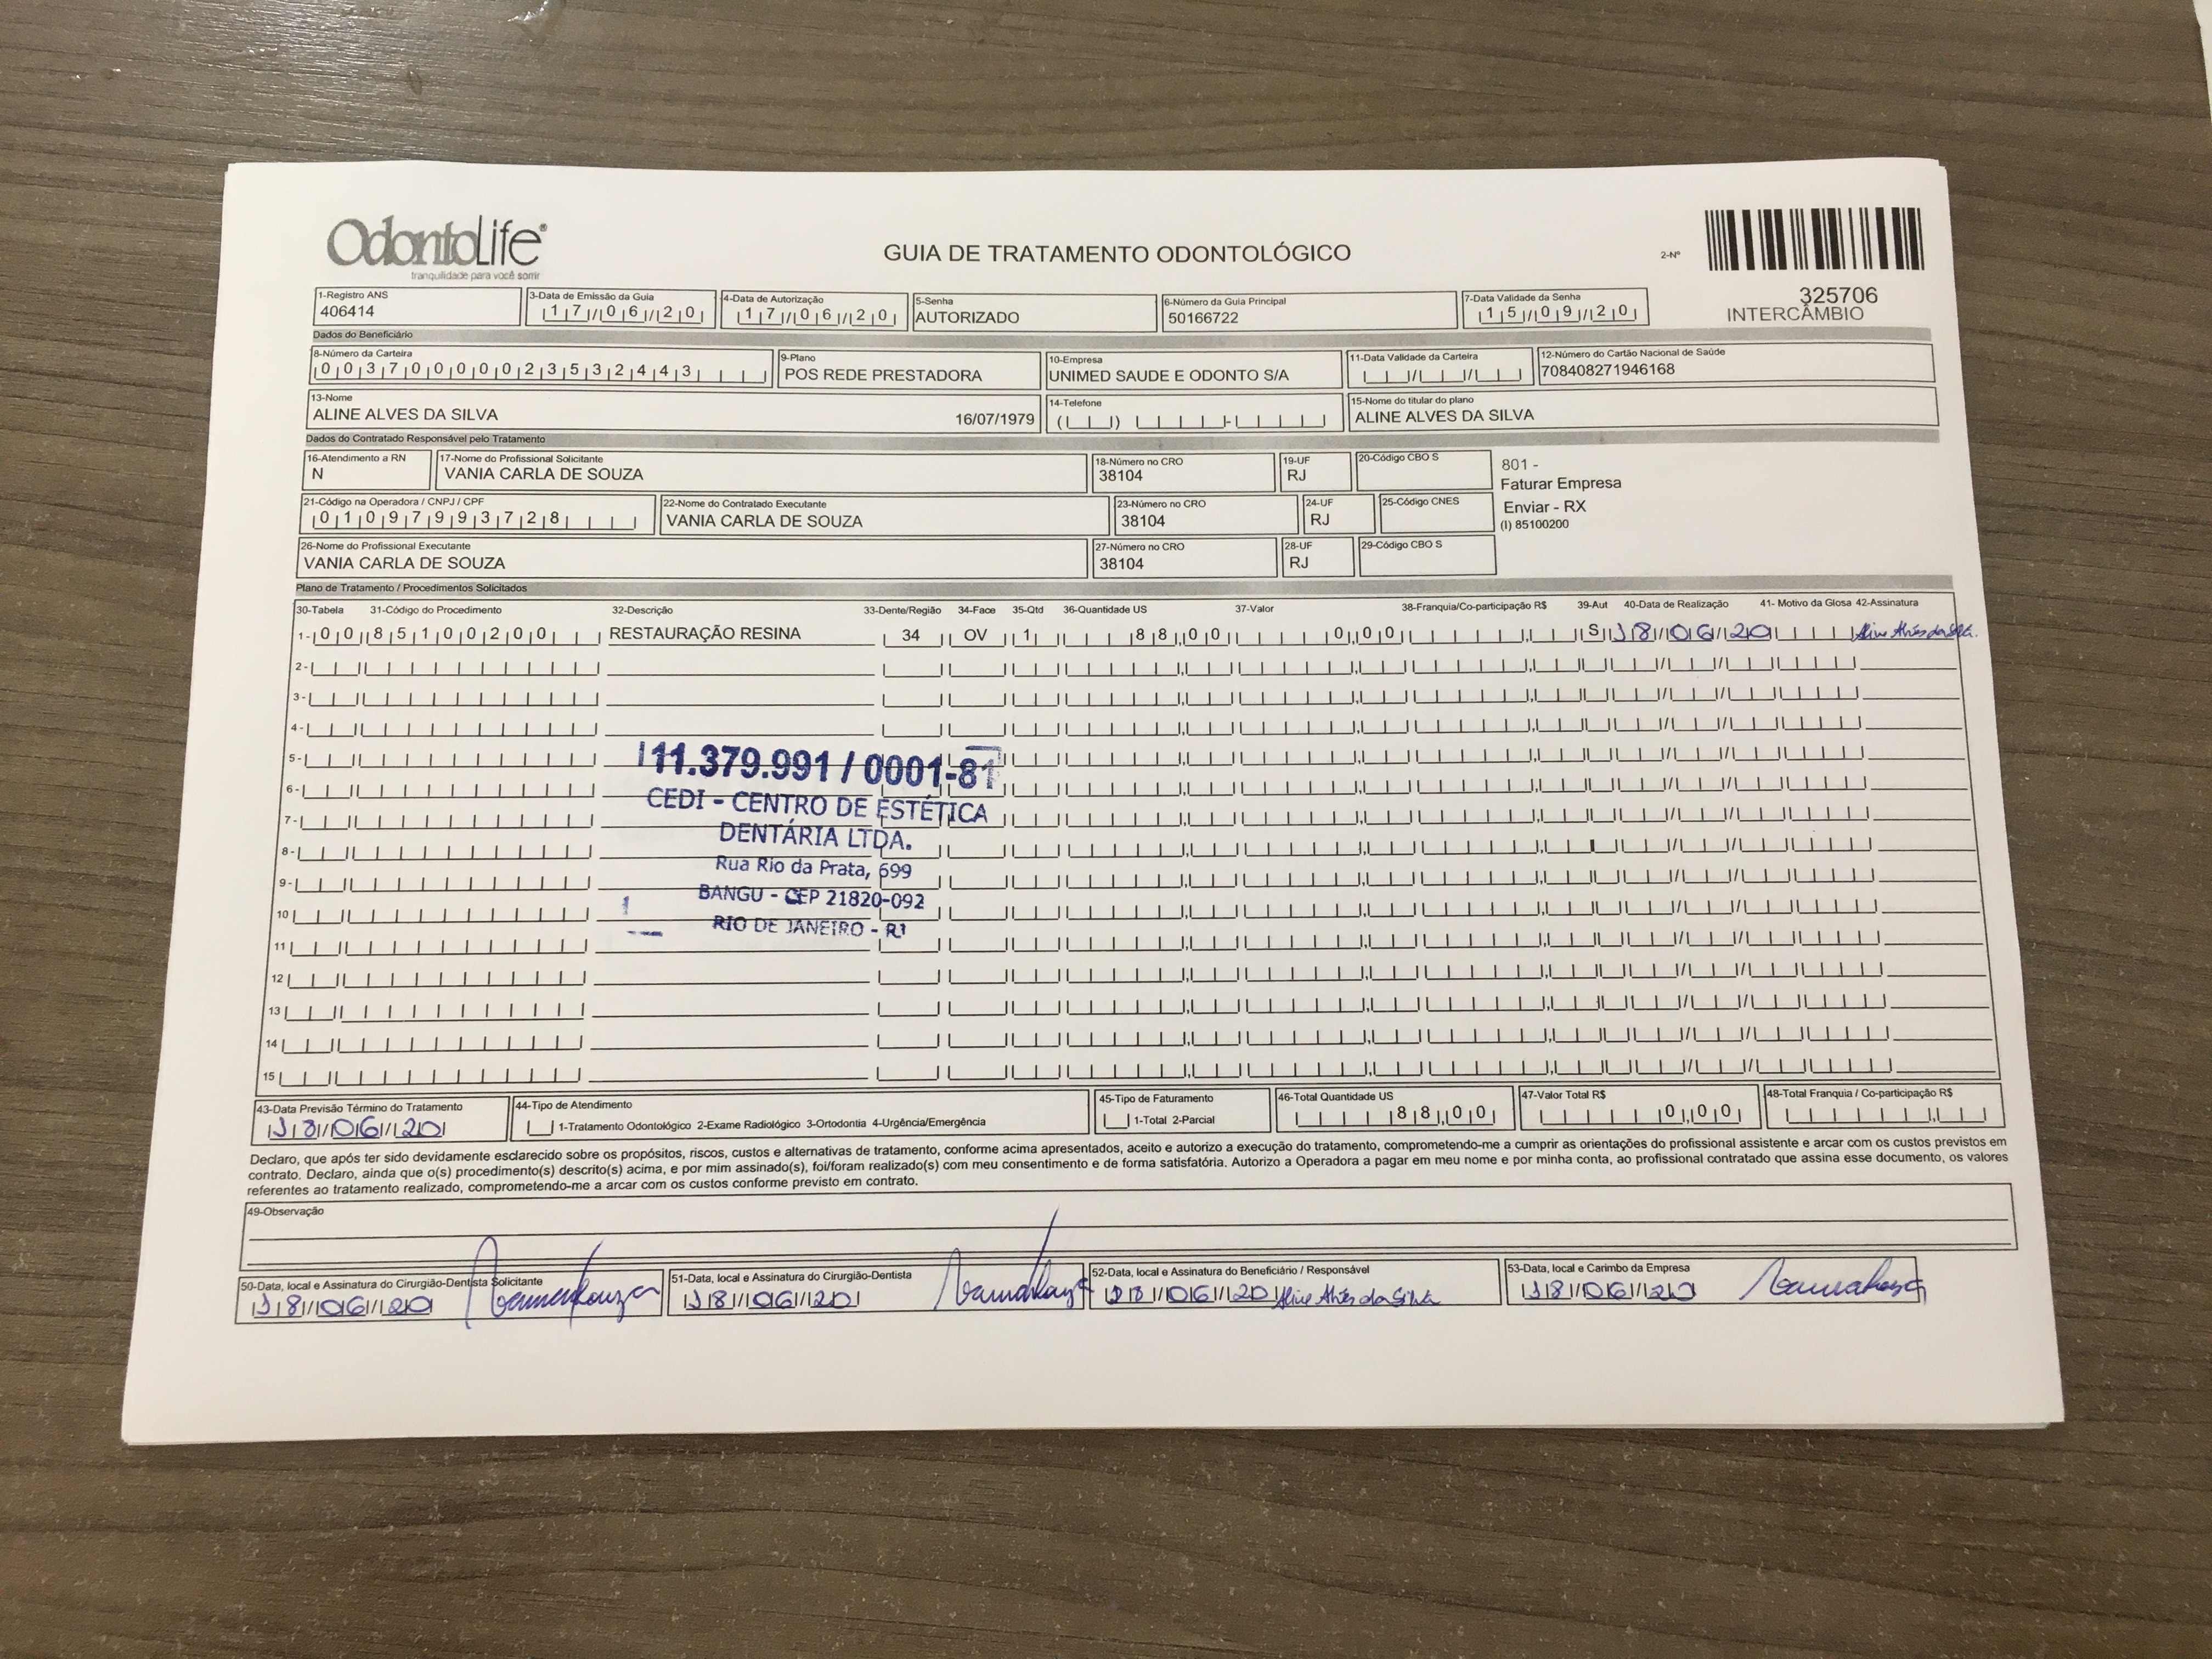 OdontoLife®
tranquilidade para você sorrir
GUIA DE TRATAMENTO ODONTOLÓGICO
2-Nº
325706
INTERCÂMBIO
1-Registro ANS
406414
3-Data de Emissão da Guia
17/06/20
4-Data de Autorização
17/06/20
5-Senha
AUTORIZADO
6-Número da Guia Principal
50166722
7-Data Validade da Senha
15/09/20
Dados do Beneficiário
8-Número da Carteira
00370000023532443
9-Plano
POS REDE PRESTADORA
10-Empresa
UNIMED SAUDE E ODONTO S/A
11-Data Validade da Carteira
12-Número do Cartão Nacional de Saúde
708408271946168
13-Nome
ALINE ALVES DA SILVA 16/07/1979
14-Telefone
15-Nome do titular do plano
ALINE ALVES DA SILVA
Dados do Contratado Responsável pelo Tratamento
16-Atendimento a RN
N
17-Nome do Profissional Solicitante
VANIA CARLA DE SOUZA
18-Número no CRO
38104
19-UF
RJ
20-Código CBO S
801 -
Faturar Empresa
Enviar - RX
(I) 85100200
21-Código na Operadora / CNPJ / CPF
01097993728
22-Nome do Contratado Executante
VANIA CARLA DE SOUZA
23-Número no CRO
38104
24-UF
RJ
25-Código CNES
26-Nome do Profissional Executante
VANIA CARLA DE SOUZA
27-Número no CRO
38104
28-UF
RJ
29-Código CBO S
Plano de Tratamento / Procedimentos Solicitados
30-Tabela 31-Código do Procedimento 32-Descrição 33-Dente/Região 34-Face 35-Qtd 36-Quantidade US 37-Valor 38-Franquia/Co-participação R$ 39-Aut 40-Data de Realização 41- Motivo da Glosa 42-Assinatura
1- 00 85100200 RESTAURAÇÃO RESINA 34 OV 1 88,00 0,00 S 18/06/20 Aline Alves da Silva.
2-
3-
4-
5-
6-
7-
8-
9-
10
11
12
13
14
15
11.379.991 / 0001-81
CEDI - CENTRO DE ESTÉTICA
DENTÁRIA LTDA.
Rua Rio da Prata, 699
BANGU - CEP 21820-092
RIO DE JANEIRO - RJ
43-Data Previsão Término do Tratamento
18/06/20
44-Tipo de Atendimento
1-Tratamento Odontológico 2-Exame Radiológico 3-Ortodontia 4-Urgência/Emergência
45-Tipo de Faturamento
1-Total 2-Parcial
46-Total Quantidade US
88,00
47-Valor Total R$
0,00
48-Total Franquia / Co-participação R$
Declaro, que após ter sido devidamente esclarecido sobre os propósitos, riscos, custos e alternativas de tratamento, conforme acima apresentados, aceito e autorizo a execução do tratamento, comprometendo-me a cumprir as orientações do profissional assistente e arcar com os custos previstos em
contrato. Declaro, ainda que o(s) procedimento(s) descrito(s) acima, e por mim assinado(s), foi/foram realizado(s) com meu consentimento e de forma satisfatória. Autorizo a Operadora a pagar em meu nome e por minha conta, ao profissional contratado que assina esse documento, os valores
referentes ao tratamento realizado, comprometendo-me a arcar com os custos conforme previsto em contrato.
49-Observação
50-Data, local e Assinatura do Cirurgião-Dentista Solicitante
18/06/20
51-Data, local e Assinatura do Cirurgião-Dentista
18/06/20
52-Data, local e Assinatura do Beneficiário / Responsável
18/06/20 Aline Alves da Silva
53-Data, local e Carimbo da Empresa
18/06/20